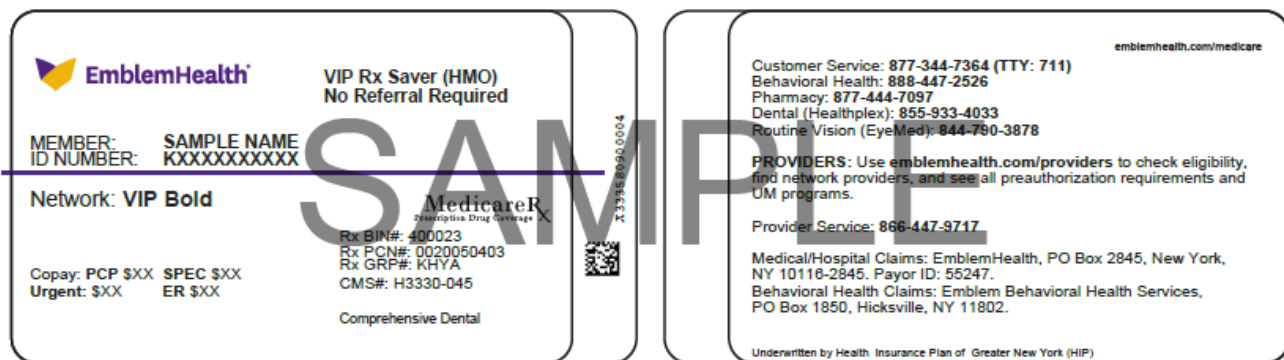 EmblemHealth®
VIP Rx Saver (HMO)
No Referral Required
MEMBER: SAMPLE NAME
ID NUMBER: KXXXXXXXXXX
Network: VIP Bold
MedicareRx
Prescription Drug Coverage
Rx BIN#: 400023
Rx PCN#: 0020050403
Rx GRP#: KHYA
CMS#: H3330-045
Copay: PCP $XX SPEC $XX
Urgent: $XX ER $XX
Comprehensive Dental
X333580900004
SAMPLE
emblemhealth.com/medicare
Customer Service: 877-344-7364 (TTY: 711)
Behavioral Health: 888-447-2526
Pharmacy: 877-444-7097
Dental (Healthplex): 855-933-4033
Routine Vision (EyeMed): 844-790-3878
PROVIDERS: Use emblemhealth.com/providers to check eligibility,
find network providers, and see all preauthorization requirements and
UM programs.
Provider Service: 866-447-9717
Medical/Hospital Claims: EmblemHealth, PO Box 2845, New York,
NY 10116-2845. Payor ID: 55247.
Behavioral Health Claims: Emblem Behavioral Health Services,
PO Box 1850, Hicksville, NY 11802.
Underwritten by Health Insurance Plan of Greater New York (HIP)